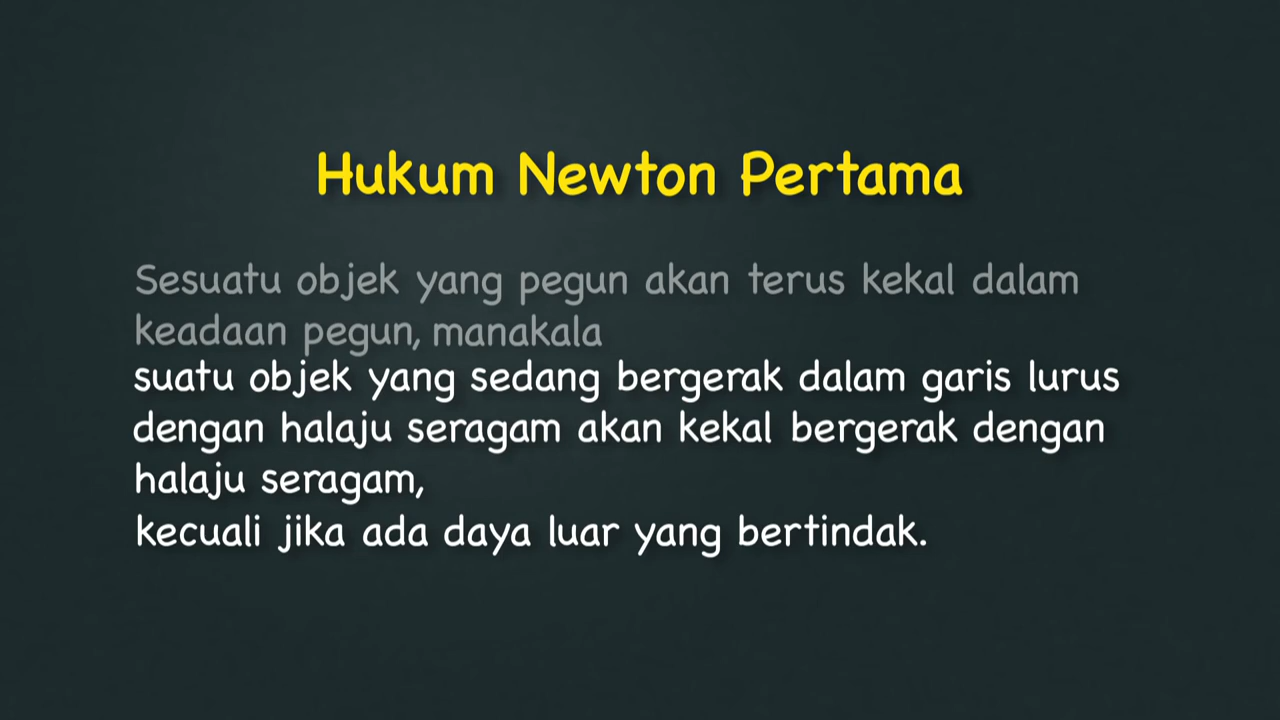 Hukum Newton Pertama
Sesuatu objek yang pegun akan terus kekal dalam
keadaan pegun, manakala
suatu objek yang sedang bergerak dalam garis lurus
dengan halaju seragam akan kekal bergerak dengan
halaju seragam,
kecuali jika ada daya luar yang bertindak.